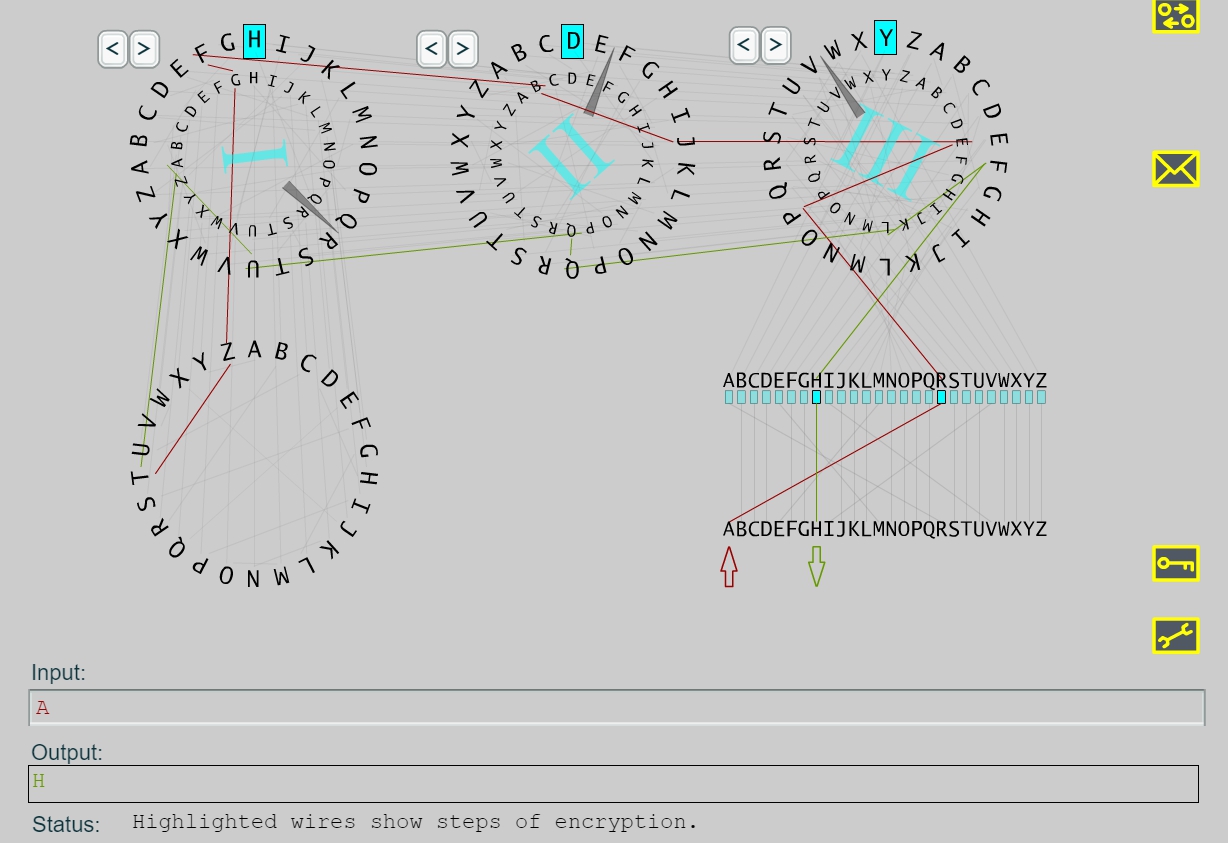 < > < > < >
H D Y
A B C D E F G H I J K L M N O P Q R S T U V W X Y Z
A B C D E F G H I J K L M N O P Q R S T U V W X Y Z
I
A B C D E F G H I J K L M N O P Q R S T U V W X Y Z
A B C D E F G H I J K L M N O P Q R S T U V W X Y Z
II
A B C D E F G H I J K L M N O P Q R S T U V W X Y Z
A B C D E F G H I J K L M N O P Q R S T U V W X Y Z
III
A B C D E F G H I J K L M N O P Q R S T U V W X Y Z
ABCDEFGHIJKLMNOPQRSTUVWXYZ
ABCDEFGHIJKLMNOPQRSTUVWXYZ
Input:
A
Output:
H
Status: Highlighted wires show steps of encryption.